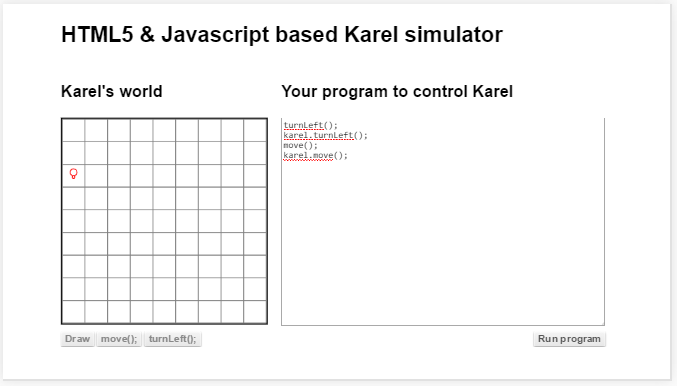 HTML5 & Javascript based Karel simulator
Karel's world
Your program to control Karel
turnLeft();
karel.turnLeft();
move();
karel.move();
Draw move(); turnLeft();
Run program